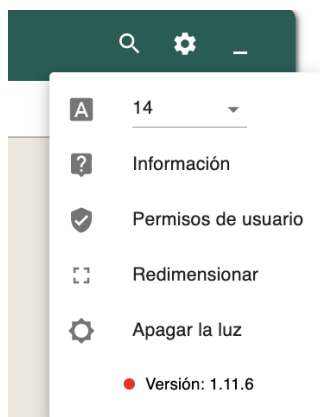 14
Información
Permisos de usuario
Redimensionar
Apagar la luz
Versión: 1.11.6